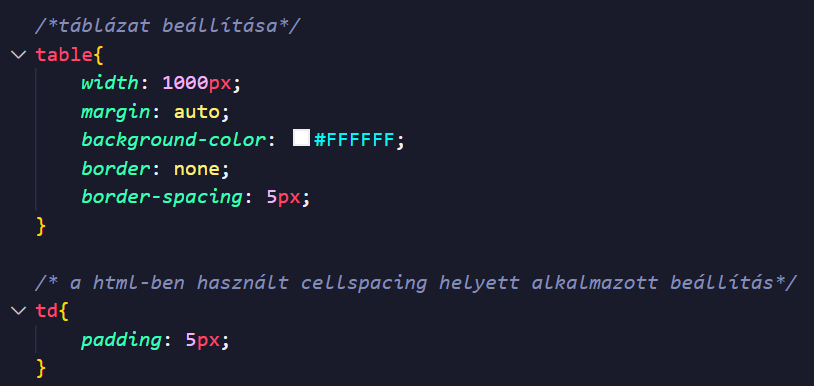 /*táblázat beállítása*/
table{
width: 1000px;
margin: auto;
background-color: #FFFFFF;
border: none;
border-spacing: 5px;
}
/* a html-ben használt cellspacing helyett alkalmazott beállítás*/
td{
padding: 5px;
}